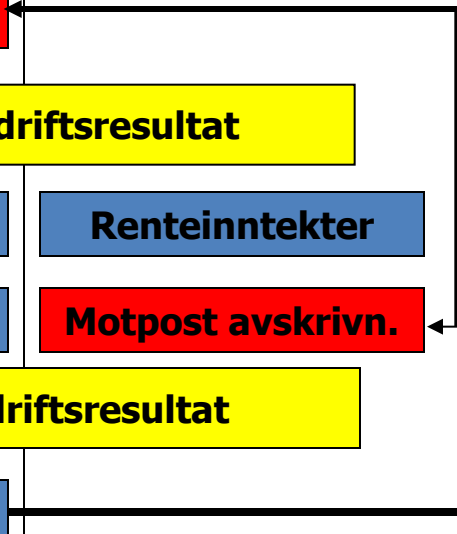 driftsresultat
Renteinntekter
Motpost avskrivn.
driftsresultat